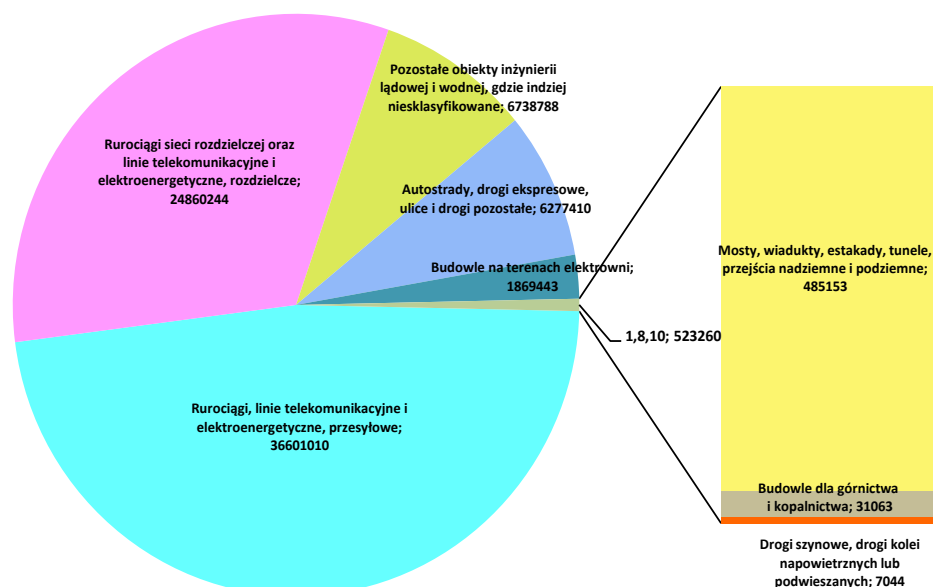 Pozostałe obiekty inżynierii
lądowej i wodnej, gdzie indziej
niesklasyfikowane; 6738788
Rurociągi sieci rozdzielczej oraz
linie telekomunikacyjne i
elektroenergetyczne, rozdzielcze;
24860244
Autostrady, drogi ekspresowe,
ulice i drogi pozostałe; 6277410
Budowle na terenach elektrowni;
1869443
Mosty, wiadukty, estakady, tunele,
przejścia nadziemne i podziemne;
485153
1,8,10; 523260
Rurociągi, linie telekomunikacyjne i
elektroenergetyczne, przesyłowe;
36601010
Budowle dla górnictwa
i kopalnictwa; 31063
Drogi szynowe, drogi kolei
napowietrznych lub
podwieszanych; 7044